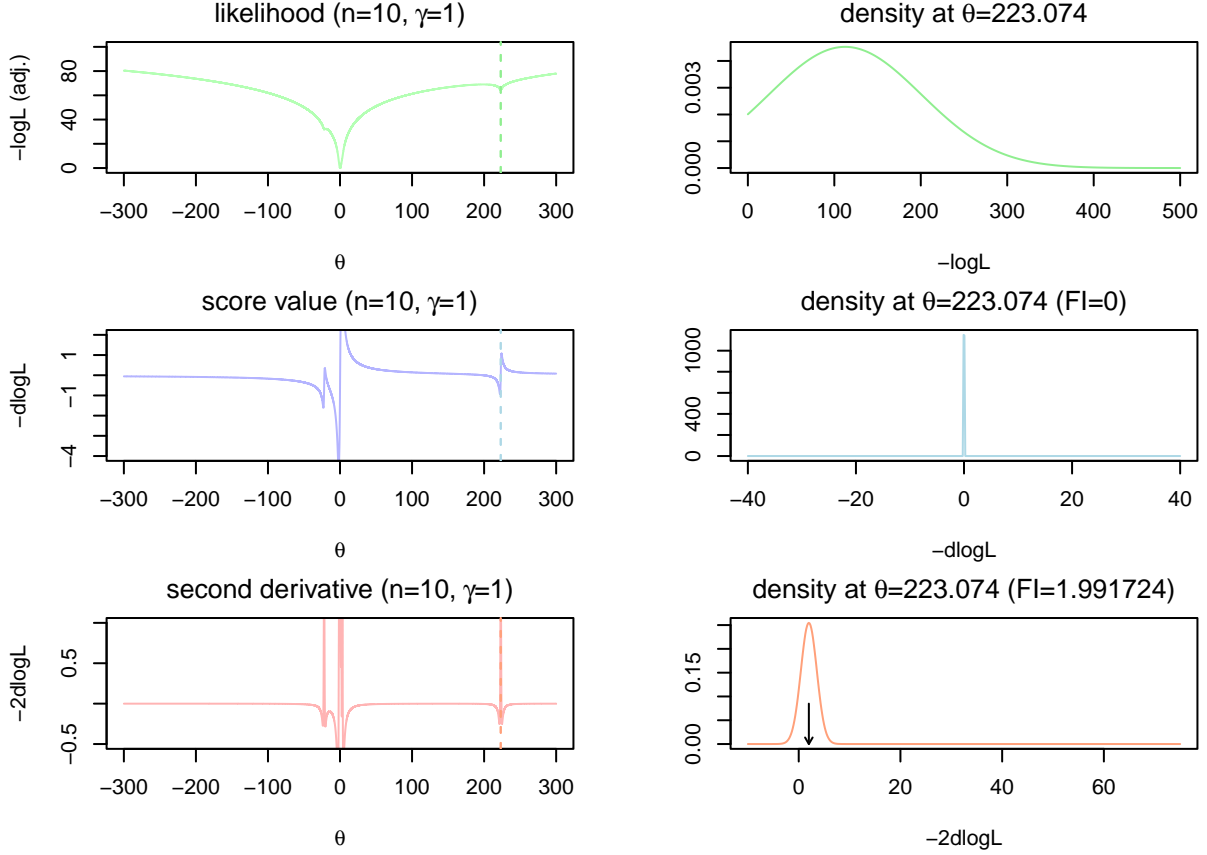 likelihood (n=10, γ=1)
−logL (adj.)
0 40 80
−300 −200 −100 0 100 200 300
θ
density at θ=223.074
0.000 0.003
0 100 200 300 400 500
−logL
score value (n=10, γ=1)
−dlogL
−4 −1 1
−300 −200 −100 0 100 200 300
θ
density at θ=223.074 (FI=0)
0 400 1000
−40 −20 0 20 40
−dlogL
second derivative (n=10, γ=1)
−2dlogL
−0.5 0.5
−300 −200 −100 0 100 200 300
θ
density at θ=223.074 (FI=1.991724)
0.00 0.15
0 20 40 60
−2dlogL